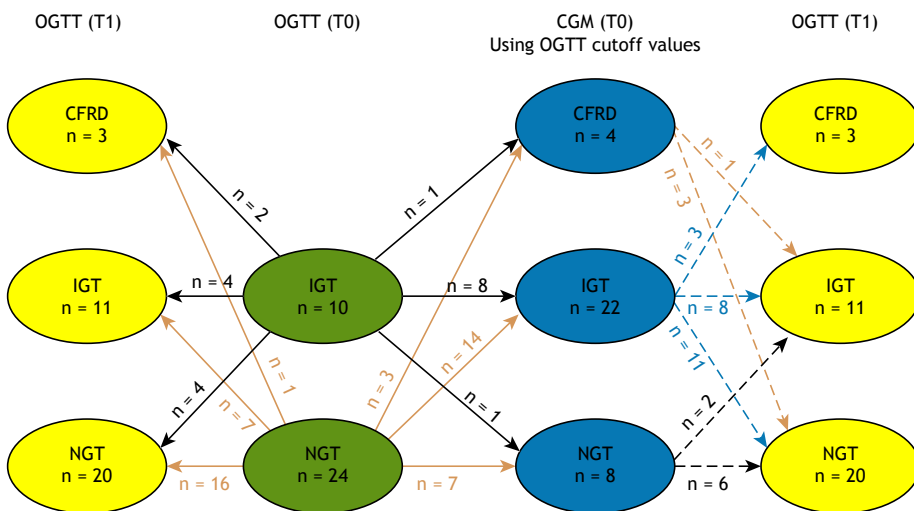 OGTT (T1)
OGTT (T0)
CGM (T0)
Using OGTT cutoff values
OGTT (T1)
CFRD
n = 3
CFRD
n = 4
CFRD
n = 3
n = 2
n = 1
n = 1
n = 3
n = 3
IGT
n = 11
n = 4
IGT
n = 10
n = 8
IGT
n = 22
n = 8
IGT
n = 11
n = 14
n = 11
n = 1
n = 3
n = 4
n = 7
n = 1
n = 2
NGT
n = 20
n = 16
NGT
n = 24
n = 7
NGT
n = 8
n = 6
NGT
n = 20